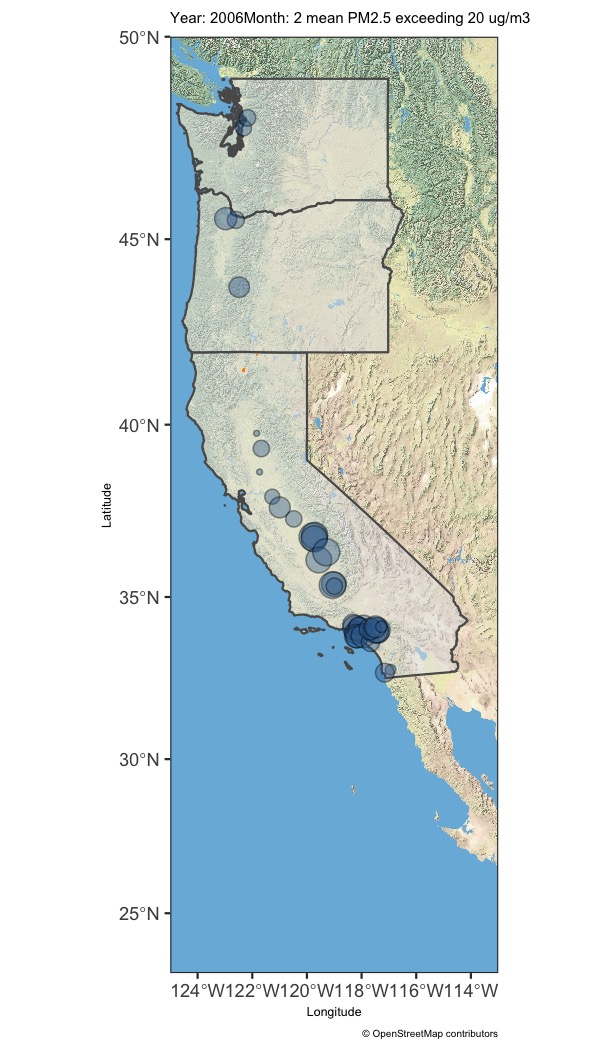 Year: 2006Month: 2 mean PM2.5 exceeding 20 ug/m3
50°N
45°N
40°N
35°N
30°N
25°N
Latitude
124°W122°W120°W118°W116°W114°W
Longitude
© OpenStreetMap contributors